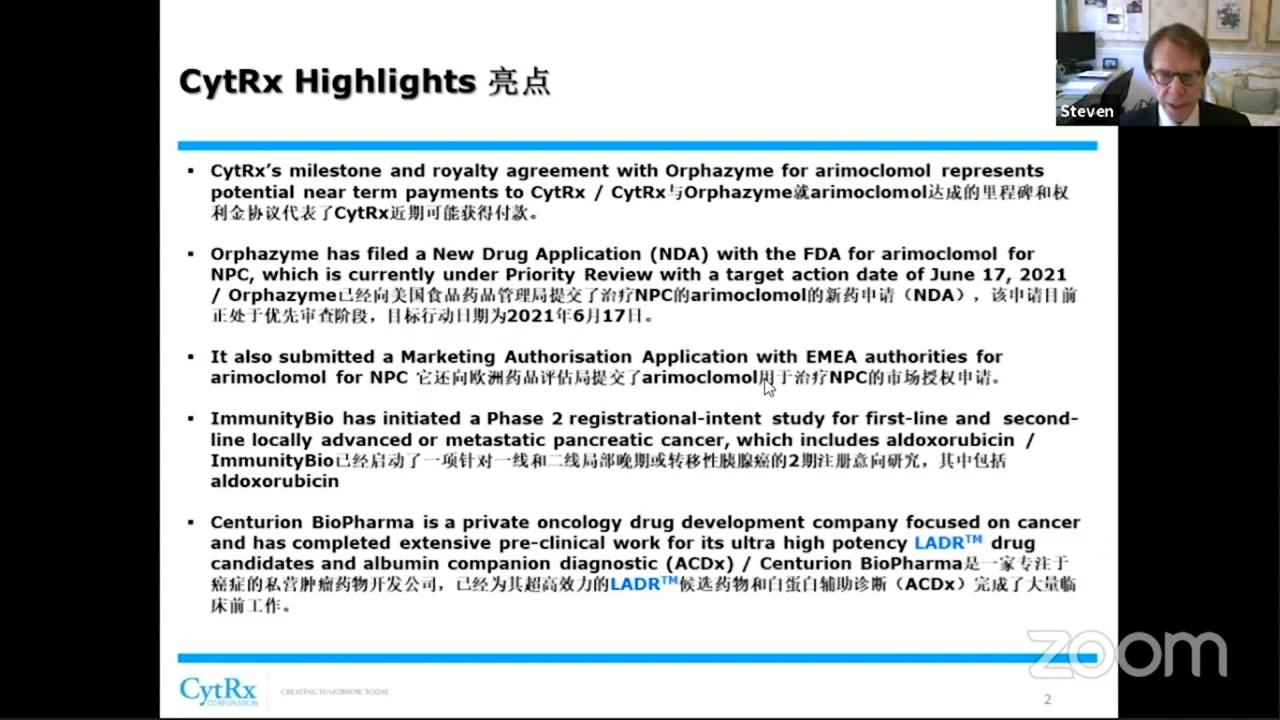 CytRx Highlights 亮点
Steven
▪ CytRx's milestone and royalty agreement with Orphazyme for arimoclomol represents
potential near term payments to CytRx / CytRx与Orphazyme就arimoclomol达成的里程碑和权
利金协议代表了CytRx近期可能获得付款。
▪ Orphazyme has filed a New Drug Application (NDA) with the FDA for arimoclomol for
NPC, which is currently under Priority Review with a target action date of June 17, 2021
/ Orphazyme已经向美国食品药品管理局提交了治疗NPC的arimoclomol的新药申请（NDA），该申请目前
正处于优先审查阶段，目标行动日期为2021年6月17日。
▪ It also submitted a Marketing Authorisation Application with EMEA authorities for
arimoclomol for NPC 它还向欧洲药品评估局提交了arimoclomol用于治疗NPC的市场授权申请。
▪ ImmunityBio has initiated a Phase 2 registrational-intent study for first-line and second-
line locally advanced or metastatic pancreatic cancer, which includes aldoxorubicin /
ImmunityBio已经启动了一项针对一线和二线局部晚期或转移性胰腺癌的2期注册意向研究，其中包括
aldoxorubicin
▪ Centurion BioPharma is a private oncology drug development company focused on cancer
and has completed extensive pre-clinical work for its ultra high potency LADR™ drug
candidates and albumin companion diagnostic (ACDx) / Centurion BioPharma是一家专注于
癌症的私营肿瘤药物开发公司，已经为其超高效力的LADR™候选药物和白蛋白辅助诊断（ACDx）完成了大量临
床前工作。
zoom
CytRx
CORPORATION
CREATING TOMORROW, TODAY
2